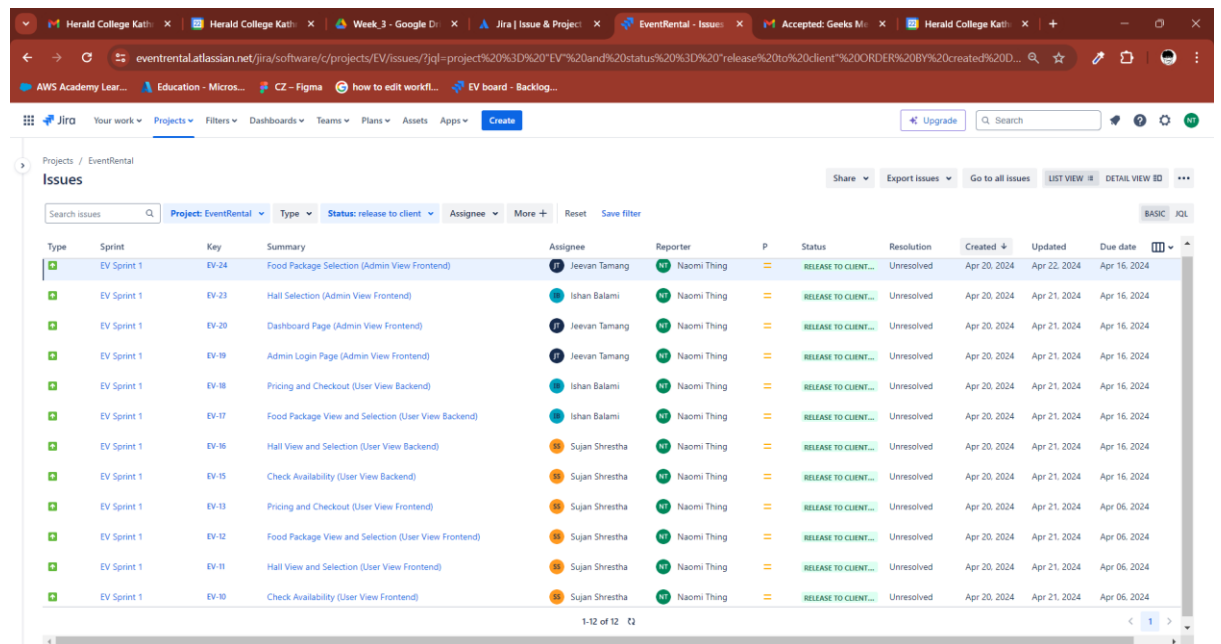 Herald College Kath
Herald College Kath
Week_3 - Google Dri
Jira | Issue & Project
EventRental - Issues
Accepted: Geeks Me
Herald College Kath
eventrental.atlassian.net/jira/software/c/projects/EV/issues/?jql=project%20%3D%20"EV"%20and%20status%20%3D%20"release%20to%20client"%20ORDER%20BY%20created%20D...
AWS Academy Lear...
Education - Micros...
CZ – Figma
how to edit workfl...
EV board - Backlog...
Jira Your work Projects Filters Dashboards Teams Plans Assets Apps Create Upgrade Search NT
Projects / EventRental
Issues
Share Export issues Go to all issues LIST VIEW DETAIL VIEW
Search issues Project: EventRental Type Status: release to client Assignee More + Reset Save filter BASIC JQL
Type Sprint Key Summary Assignee Reporter P Status Resolution Created Updated Due date
EV Sprint 1 EV-24 Food Package Selection (Admin View Frontend) JT Jeevan Tamang NT Naomi Thing RELEASE TO CLIENT... Unresolved Apr 20, 2024 Apr 22, 2024 Apr 16, 2024
EV Sprint 1 EV-23 Hall Selection (Admin View Frontend) IB Ishan Balami NT Naomi Thing RELEASE TO CLIENT... Unresolved Apr 20, 2024 Apr 21, 2024 Apr 16, 2024
EV Sprint 1 EV-20 Dashboard Page (Admin View Frontend) JT Jeevan Tamang NT Naomi Thing RELEASE TO CLIENT... Unresolved Apr 20, 2024 Apr 21, 2024 Apr 16, 2024
EV Sprint 1 EV-19 Admin Login Page (Admin View Frontend) JT Jeevan Tamang NT Naomi Thing RELEASE TO CLIENT... Unresolved Apr 20, 2024 Apr 21, 2024 Apr 16, 2024
EV Sprint 1 EV-18 Pricing and Checkout (User View Backend) IB Ishan Balami NT Naomi Thing RELEASE TO CLIENT... Unresolved Apr 20, 2024 Apr 21, 2024 Apr 16, 2024
EV Sprint 1 EV-17 Food Package View and Selection (User View Backend) IB Ishan Balami NT Naomi Thing RELEASE TO CLIENT... Unresolved Apr 20, 2024 Apr 21, 2024 Apr 16, 2024
EV Sprint 1 EV-16 Hall View and Selection (User View Backend) SS Sujan Shrestha NT Naomi Thing RELEASE TO CLIENT... Unresolved Apr 20, 2024 Apr 21, 2024 Apr 16, 2024
EV Sprint 1 EV-15 Check Availability (User View Backend) SS Sujan Shrestha NT Naomi Thing RELEASE TO CLIENT... Unresolved Apr 20, 2024 Apr 21, 2024 Apr 16, 2024
EV Sprint 1 EV-13 Pricing and Checkout (User View Frontend) SS Sujan Shrestha NT Naomi Thing RELEASE TO CLIENT... Unresolved Apr 20, 2024 Apr 21, 2024 Apr 06, 2024
EV Sprint 1 EV-12 Food Package View and Selection (User View Frontend) SS Sujan Shrestha NT Naomi Thing RELEASE TO CLIENT... Unresolved Apr 20, 2024 Apr 21, 2024 Apr 06, 2024
EV Sprint 1 EV-11 Hall View and Selection (User View Frontend) SS Sujan Shrestha NT Naomi Thing RELEASE TO CLIENT... Unresolved Apr 20, 2024 Apr 21, 2024 Apr 06, 2024
EV Sprint 1 EV-10 Check Availability (User View Frontend) SS Sujan Shrestha NT Naomi Thing RELEASE TO CLIENT... Unresolved Apr 20, 2024 Apr 21, 2024 Apr 06, 2024
1-12 of 12
1